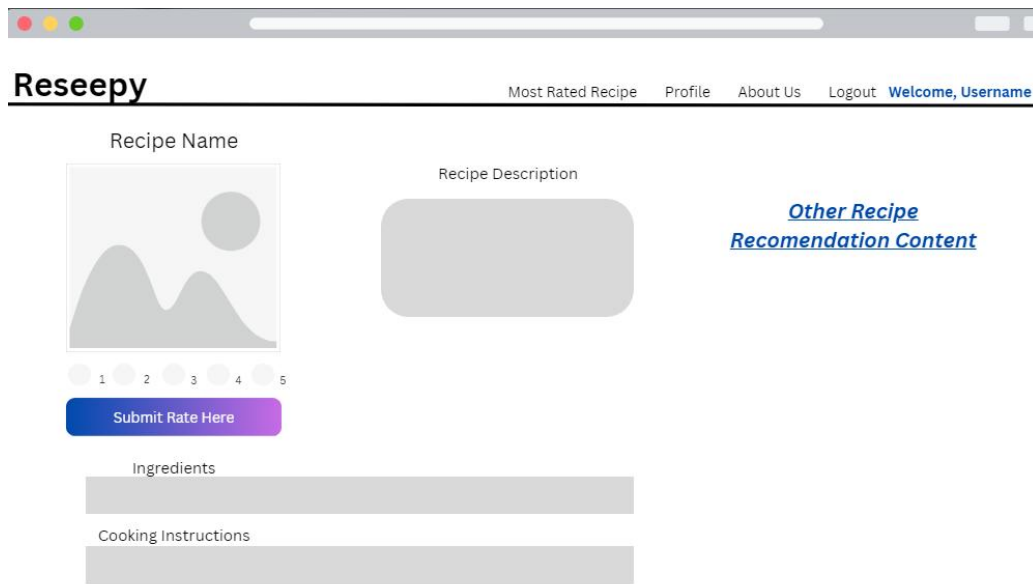 Reseepy
Most Rated Recipe Profile About Us Logout Welcome, Username
Recipe Name
Recipe Description
Other Recipe
Recomendation Content
1 2 3 4 5
Submit Rate Here
Ingredients
Cooking Instructions